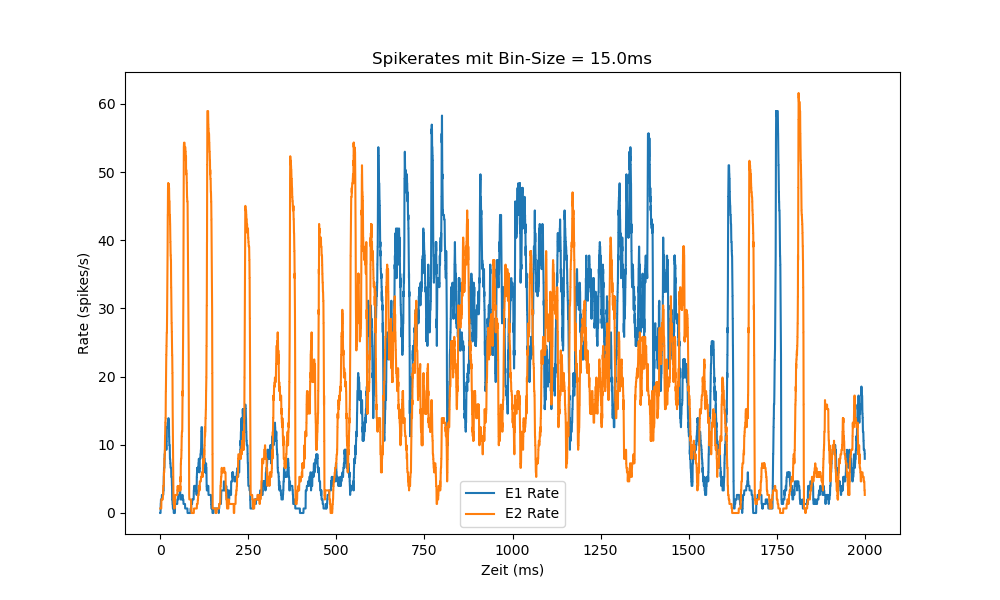 Spikerates mit Bin-Size = 15.0ms
Rate (spikes/s)
60
50
40
30
20
10
0
0 250 500 750 1000 1250 1500 1750 2000
Zeit (ms)
E1 Rate
E2 Rate